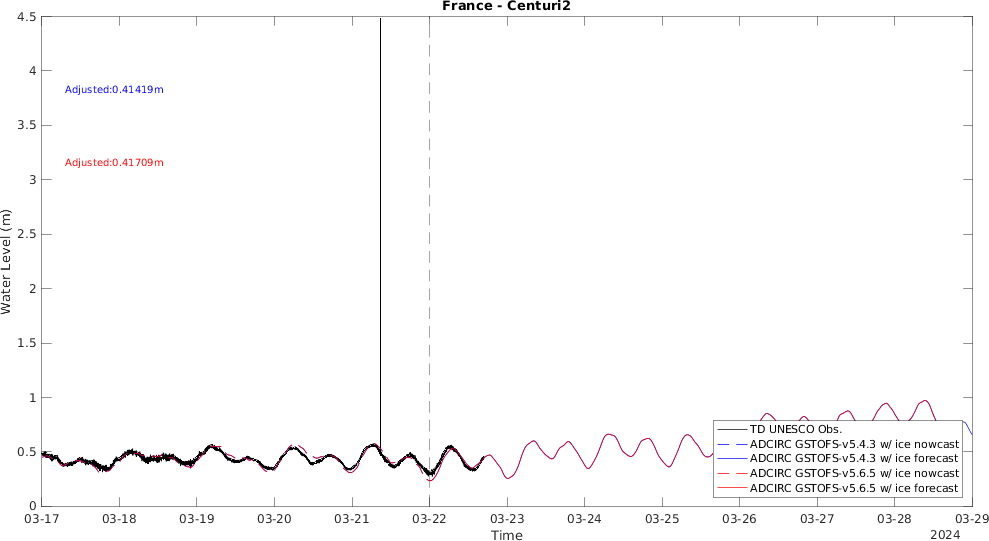 France - Centuri2
4.5
4
3.5
3
2.5
2
1.5
1
0.5
0
Water Level (m)
Adjusted:0.41419m
Adjusted:0.41709m
TD UNESCO Obs.
ADCIRC GSTOFS-v5.4.3 w/ ice nowcast
ADCIRC GSTOFS-v5.4.3 w/ ice forecast
ADCIRC GSTOFS-v5.6.5 w/ ice nowcast
ADCIRC GSTOFS-v5.6.5 w/ ice forecast
03-17 03-18 03-19 03-20 03-21 03-22 03-23 03-24 03-25 03-26 03-27 03-28 03-29
Time
2024